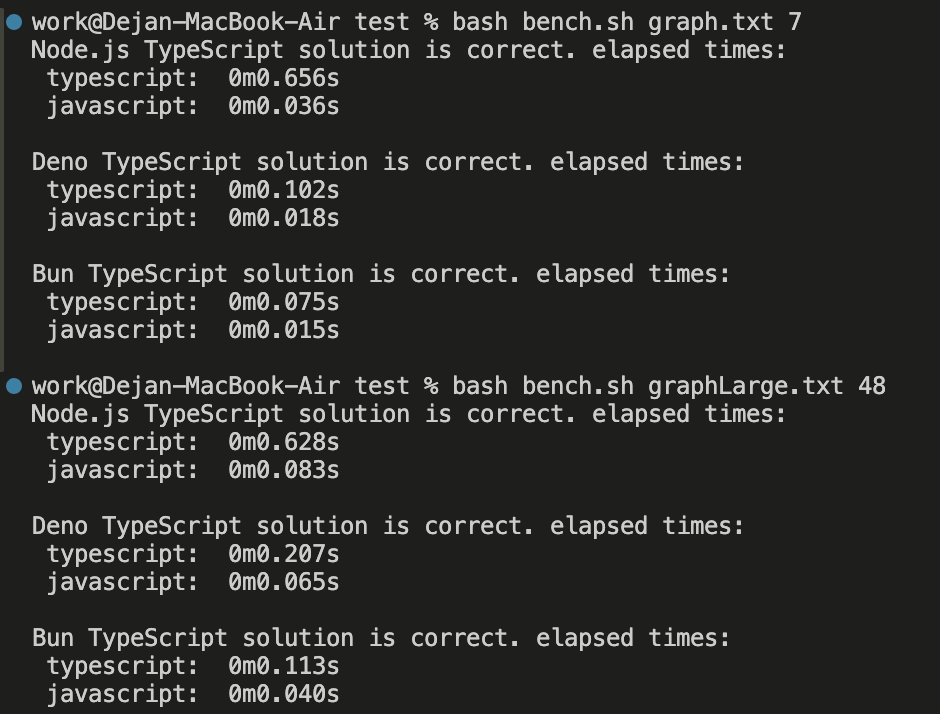 work@Dejan-MacBook-Air test % bash bench.sh graph.txt 7
Node.js TypeScript solution is correct. elapsed times:
typescript:  0m0.656s
javascript:  0m0.036s
Deno TypeScript solution is correct. elapsed times:
typescript:  0m0.102s
javascript:  0m0.018s
Bun TypeScript solution is correct. elapsed times:
typescript:  0m0.075s
javascript:  0m0.015s
work@Dejan-MacBook-Air test % bash bench.sh graphLarge.txt 48
Node.js TypeScript solution is correct. elapsed times:
typescript:  0m0.628s
javascript:  0m0.083s
Deno TypeScript solution is correct. elapsed times:
typescript:  0m0.207s
javascript:  0m0.065s
Bun TypeScript solution is correct. elapsed times:
typescript:  0m0.113s
javascript:  0m0.040s